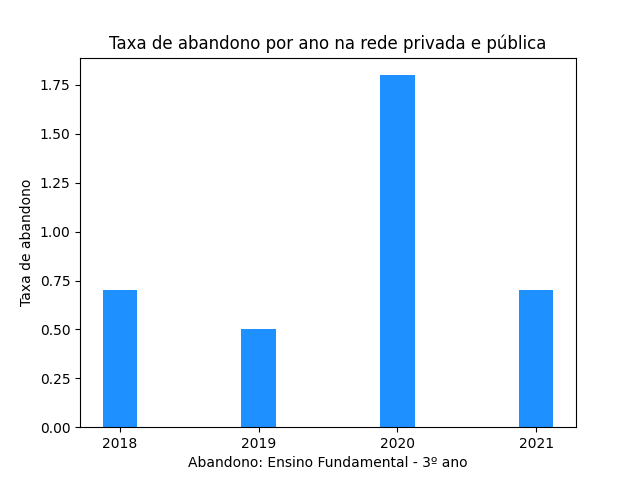 Taxa de abandono por ano na rede privada e pública
Taxa de abandono
1.75
1.50
1.25
1.00
0.75
0.50
0.25
0.00
2018 2019 2020 2021
Abandono: Ensino Fundamental - 3º ano